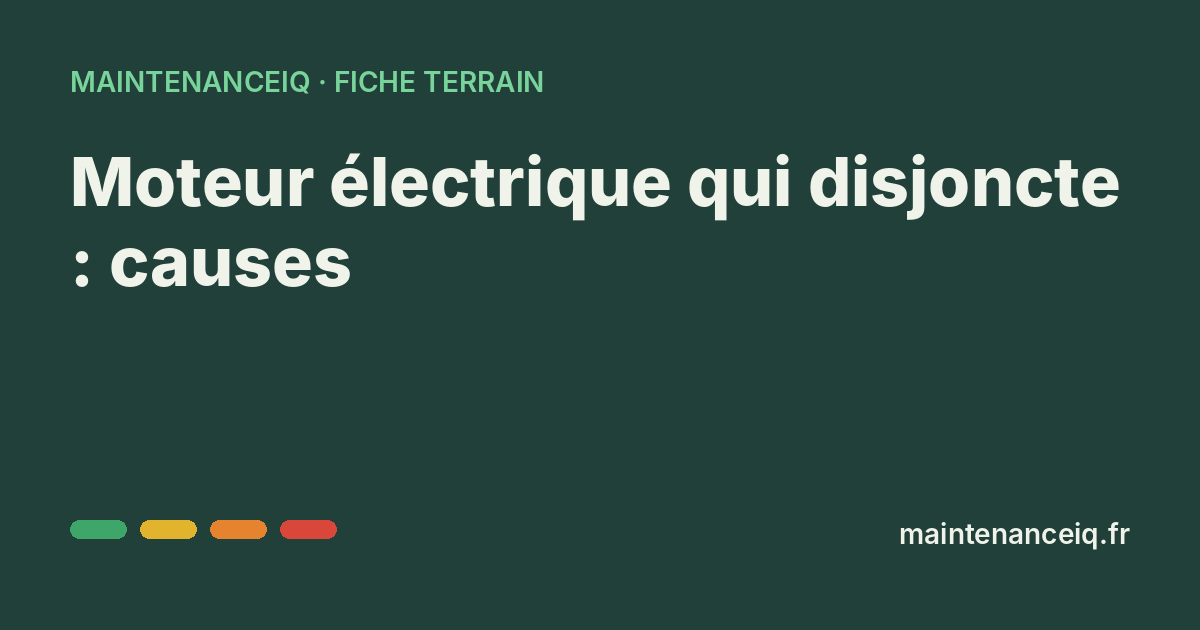 MAINTENANCEIQ · FICHE TERRAIN
Moteur électrique qui disjoncte
: causes
maintenanceiq.fr